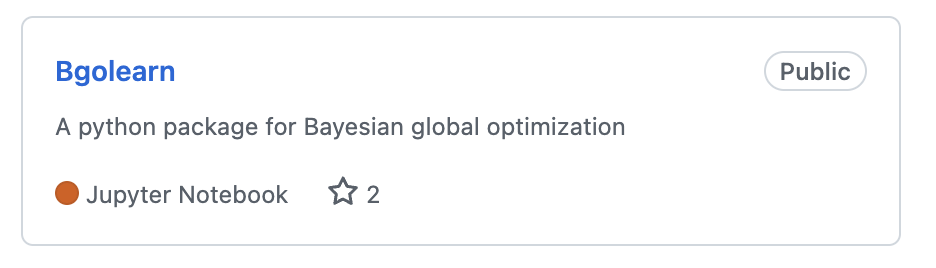 Bgolearn Public
A python package for Bayesian global optimization
Jupyter Notebook 2